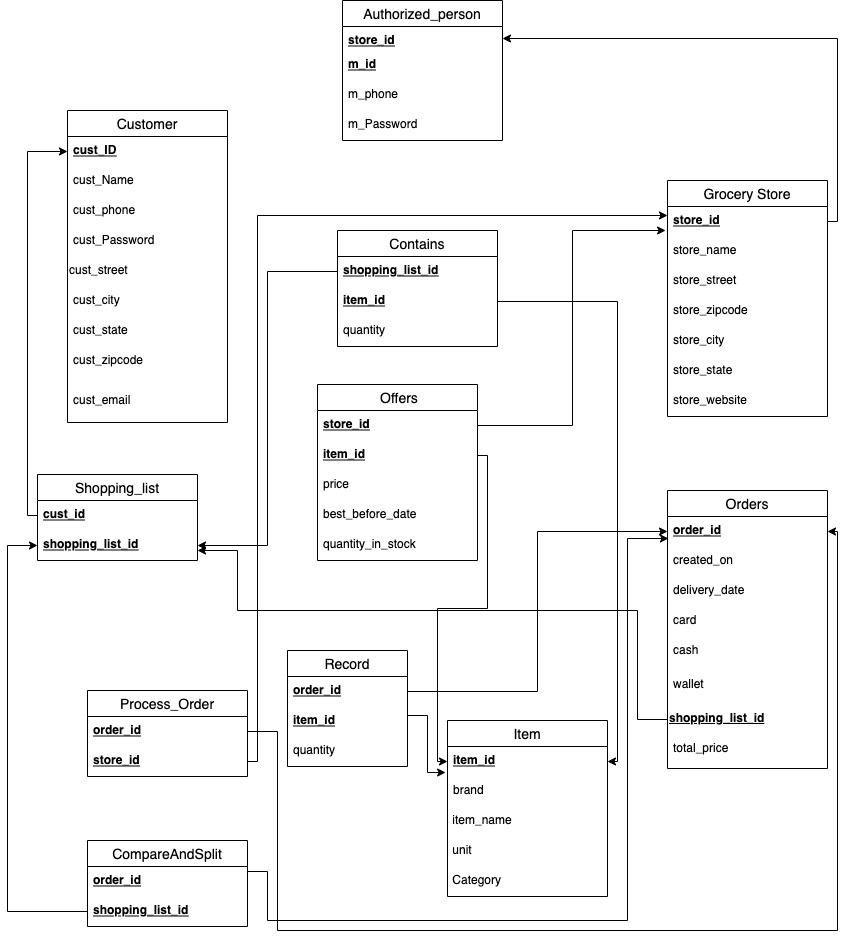 Authorized_person
store_id
m_id
m_phone
m_Password
Customer
cust_ID
cust_Name
cust_phone
cust_Password
cust_street
cust_city
cust_state
cust_zipcode
cust_email
Grocery Store
store_id
store_name
store_street
store_zipcode
store_city
store_state
store_website
Contains
shopping_list_id
item_id
quantity
Offers
store_id
item_id
price
best_before_date
quantity_in_stock
Shopping_list
cust_id
shopping_list_id
Orders
order_id
created_on
delivery_date
card
cash
wallet
shopping_list_id
total_price
Record
order_id
item_id
quantity
Process_Order
order_id
store_id
Item
item_id
brand
item_name
unit
Category
CompareAndSplit
order_id
shopping_list_id